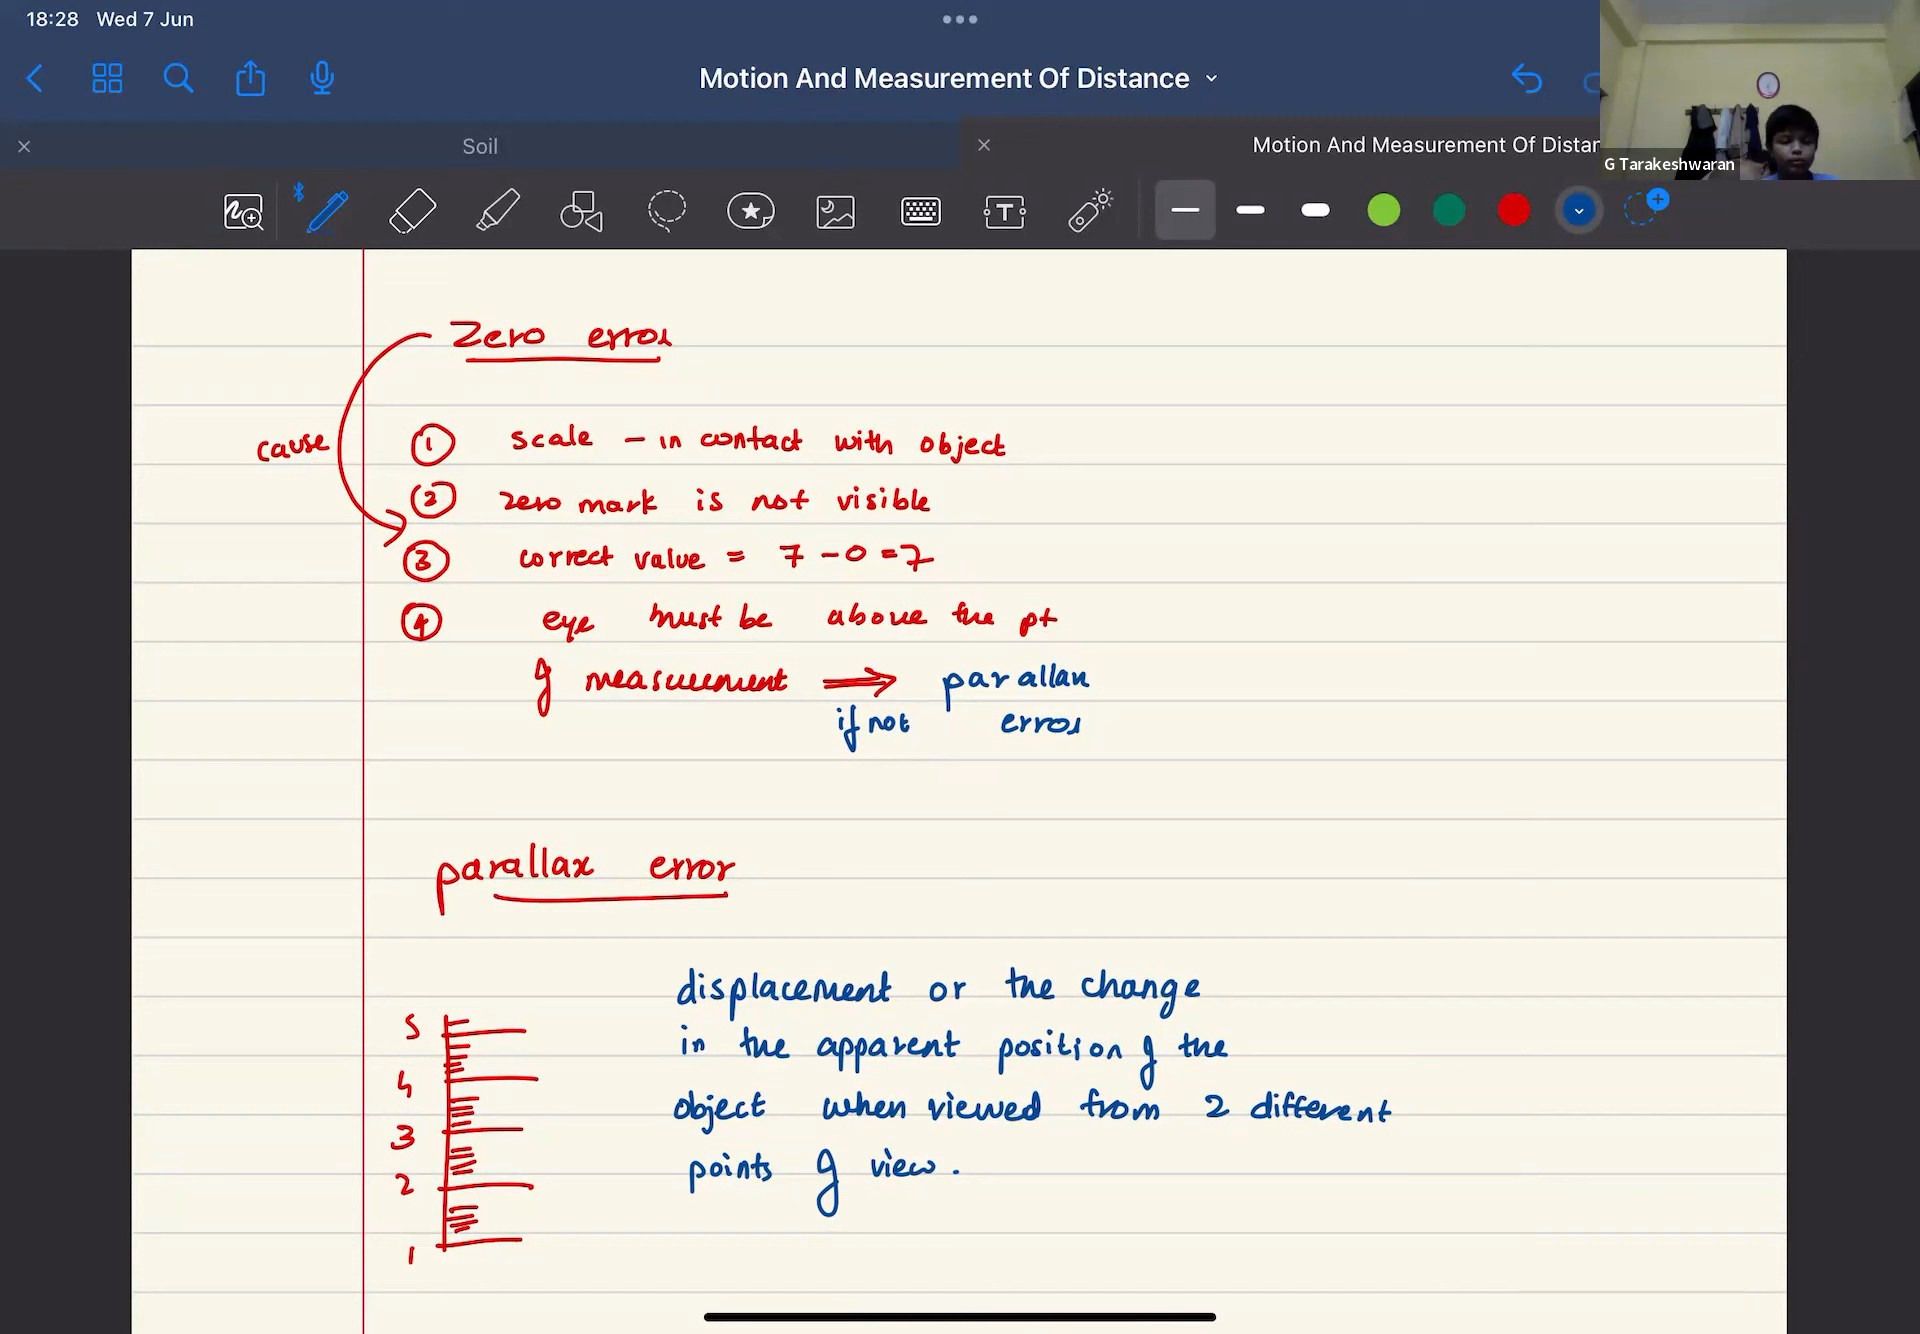 18:28 Wed 7 Jun
Motion And Measurement Of Distance
Soil
Motion And Measurement Of Distan
G Tarakeshwaran
T
Zero error
cause
1 scale - in contact with object
2 zero mark is not visible
3 correct value = 7 - 0 = 7
4 eye must be above the pt
of measurement ⇒ parallax
if not error
parallax error
displacement or the change
in the apparent position of the
object when viewed from 2 different
points of view.
5
4
3
2
1